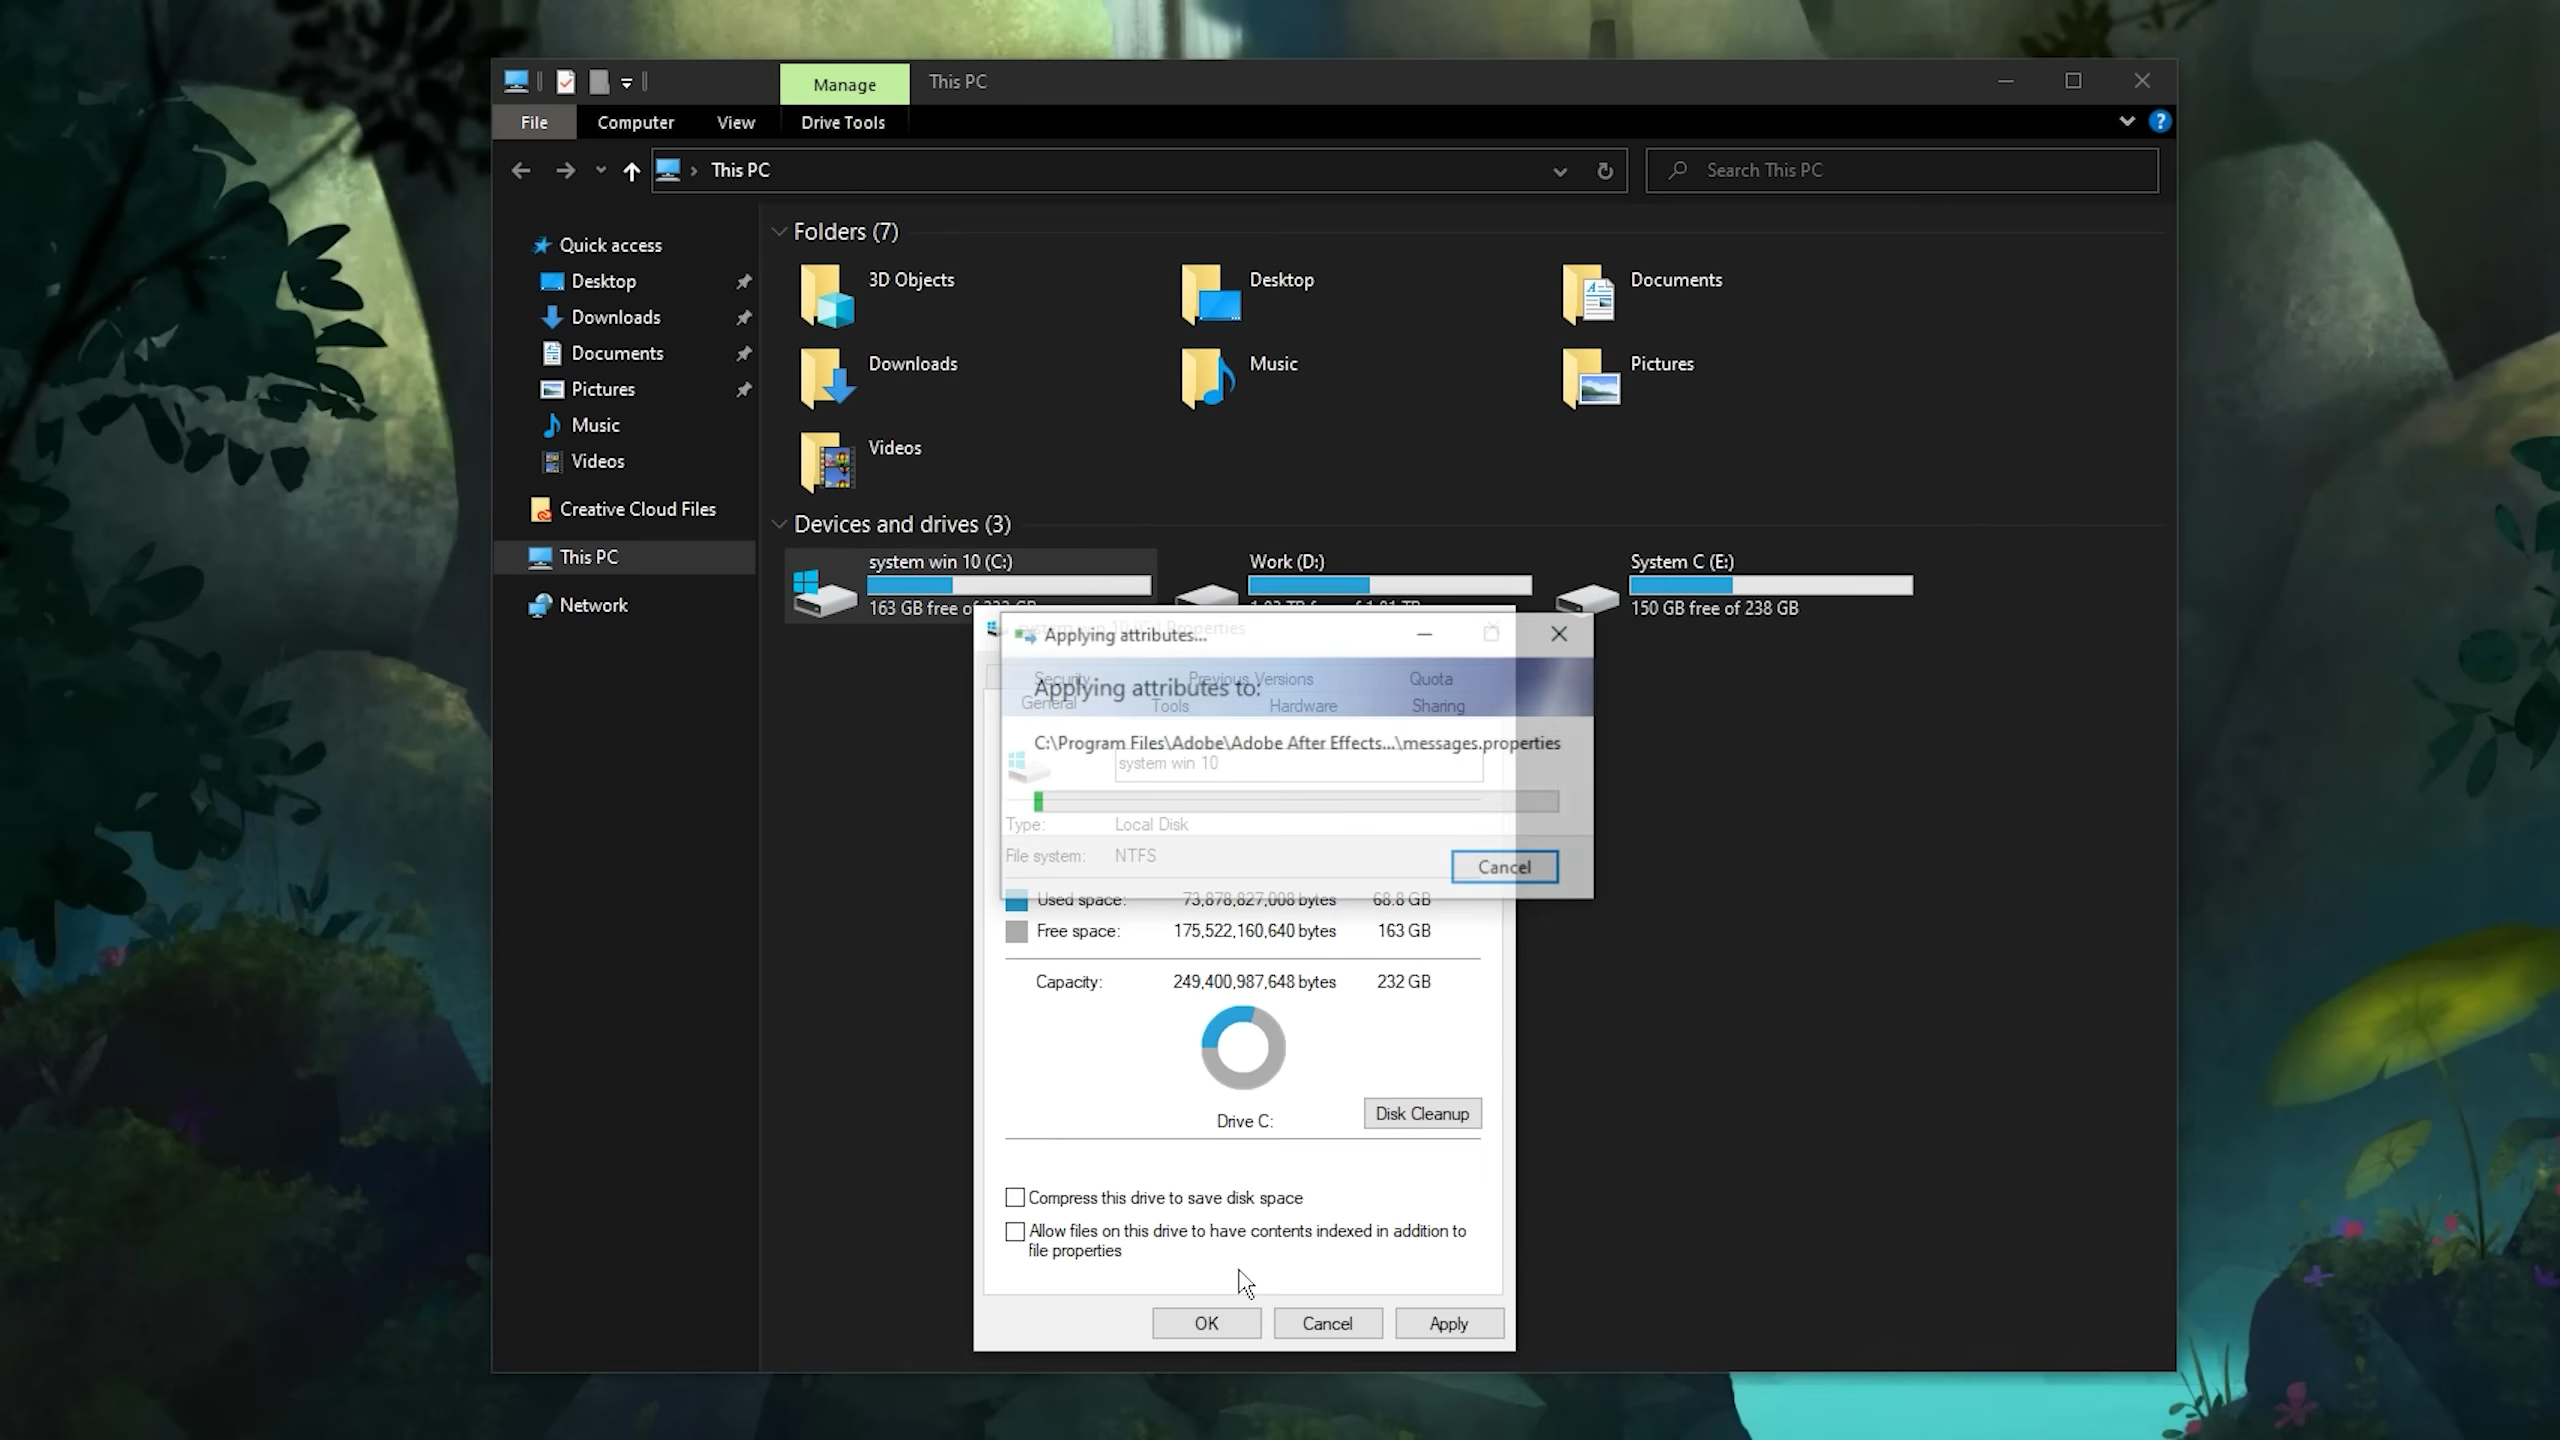 Manage
This PC
File
Computer
View
Drive Tools
This PC
Search This PC
Quick access
Desktop
Downloads
Documents
Pictures
Music
Videos
Creative Cloud Files
This PC
Network
Folders (7)
3D Objects
Desktop
Documents
Downloads
Music
Pictures
Videos
Devices and drives (3)
system win 10 (C:)
163 GB free of 232 GB
Work (D:)
System C (E:)
150 GB free of 238 GB
system win 10 (C:) Properties
Applying attributes...
Security
Previous Versions
Quota
Applying attributes to:
General
Tools
Hardware
Sharing
C:\Program Files\Adobe\Adobe After Effects...\messages.properties
system win 10
Type: Local Disk
File system: NTFS
Cancel
Used space: 73,878,827,008 bytes 68.8 GB
Free space: 175,522,160,640 bytes 163 GB
Capacity: 249,400,987,648 bytes 232 GB
Drive C:
Disk Cleanup
Compress this drive to save disk space
Allow files on this drive to have contents indexed in addition to
file properties
OK
Cancel
Apply